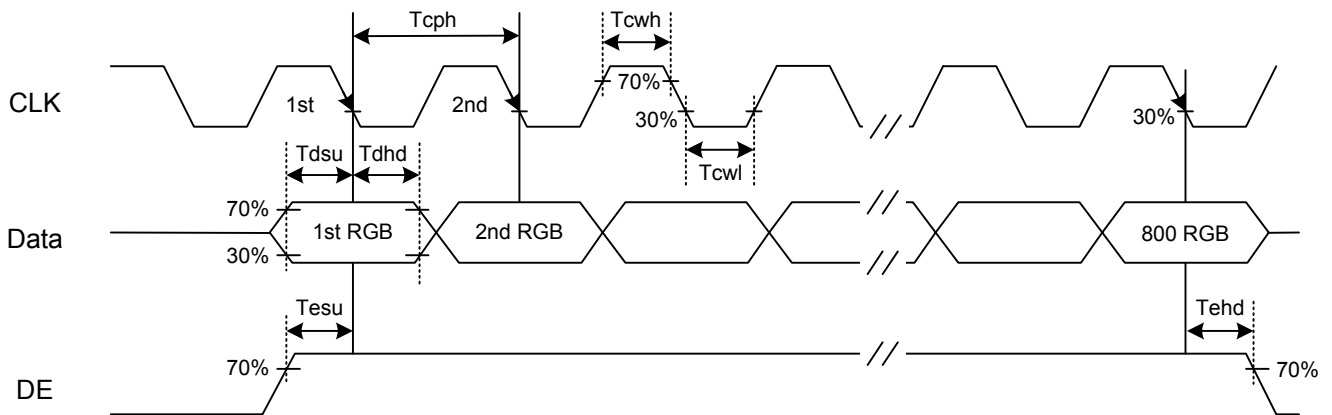 Tcph
Tcwh
CLK
1st
2nd
70%
30%
30%
Tcwl
Tdsu
Tdhd
Data
70%
30%
1st RGB
2nd RGB
800 RGB
Tesu
Tehd
DE
70%
70%